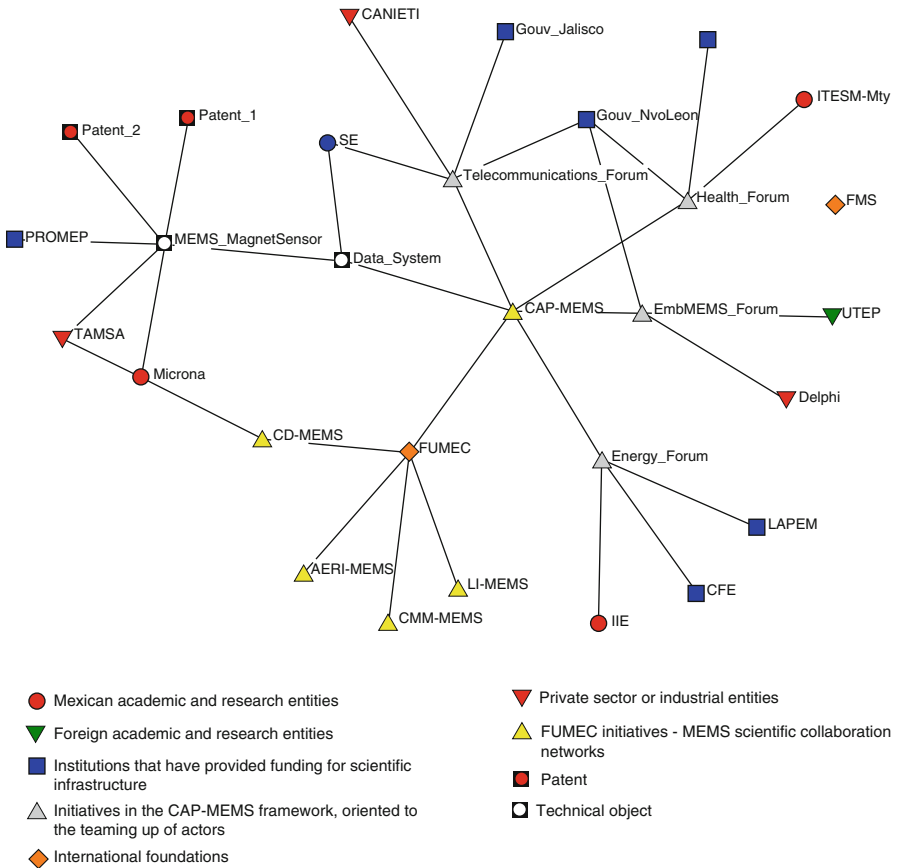 CANIETI
Gouv_Jalisco
ITESM-Mty
Patent_2
Patent_1
Gouv_NvoLeon
SE
Telecommunications_Forum
Health_Forum
FMS
PROMEP
MEMS_MagnetSensor
Data_System
CAP-MEMS
EmbMEMS_Forum
UTEP
TAMSA
Microna
Delphi
CD-MEMS
FUMEC
Energy_Forum
LAPEM
AERI-MEMS
LI-MEMS
CFE
CMM-MEMS
IIE
Mexican academic and research entities
Foreign academic and research entities
Institutions that have provided funding for scientific
infrastructure
Initiatives in the CAP-MEMS framework, oriented to
the teaming up of actors
International foundations
Private sector or industrial entities
FUMEC initiatives - MEMS scientific collaboration
networks
Patent
Technical object